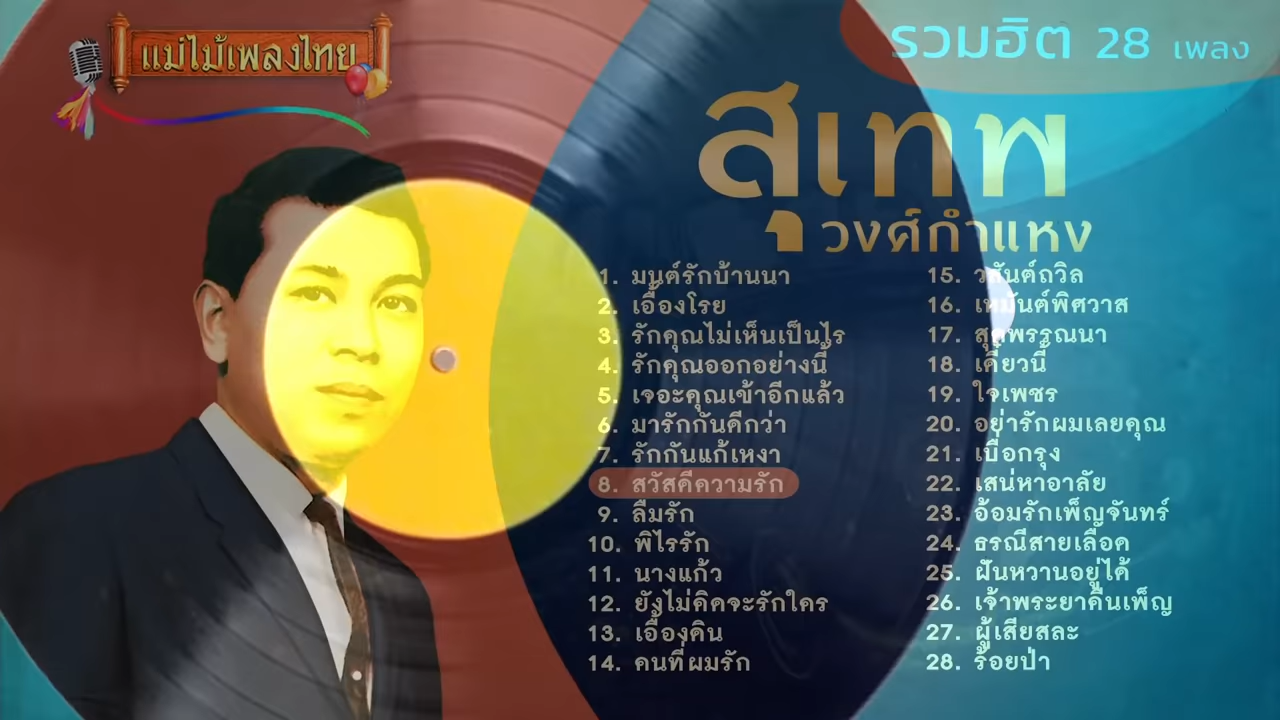 แม่ไม้เพลงไทย
รวมฮิต 28 เพลง
สุเทพ
วงศ์กำแหง
1. มนต์รักบ้านนา
2. เอื้องโรย
3. รักคุณไม่เห็นเป็นไร
4. รักคุณออกอย่างนี้
5. เจอะคุณเข้าอีกแล้ว
6. มารักกันดีกว่า
7. รักกันแก้เหงา
8. สวัสดีความรัก
9. ลืมรัก
10. พิไรรัก
11. นางแก้ว
12. ยังไม่คิดจะรักใคร
13. เอื้องดิน
14. คนที่ผมรัก
15. วสันต์ถวิล
16. เหมันต์พิศวาส
17. สุดพรรณนา
18. เดี๋ยวนี้
19. ใจเพชร
20. อย่ารักผมเลยคุณ
21. เบื่อกรุง
22. เสน่หาอาลัย
23. อ้อมรักเพ็ญจันทร์
24. ธรณีสายเลือด
25. ฝันหวานอยู่ได้
26. เจ้าพระยาคืนเพ็ญ
27. ผู้เสียสละ
28. ร้อยป่า